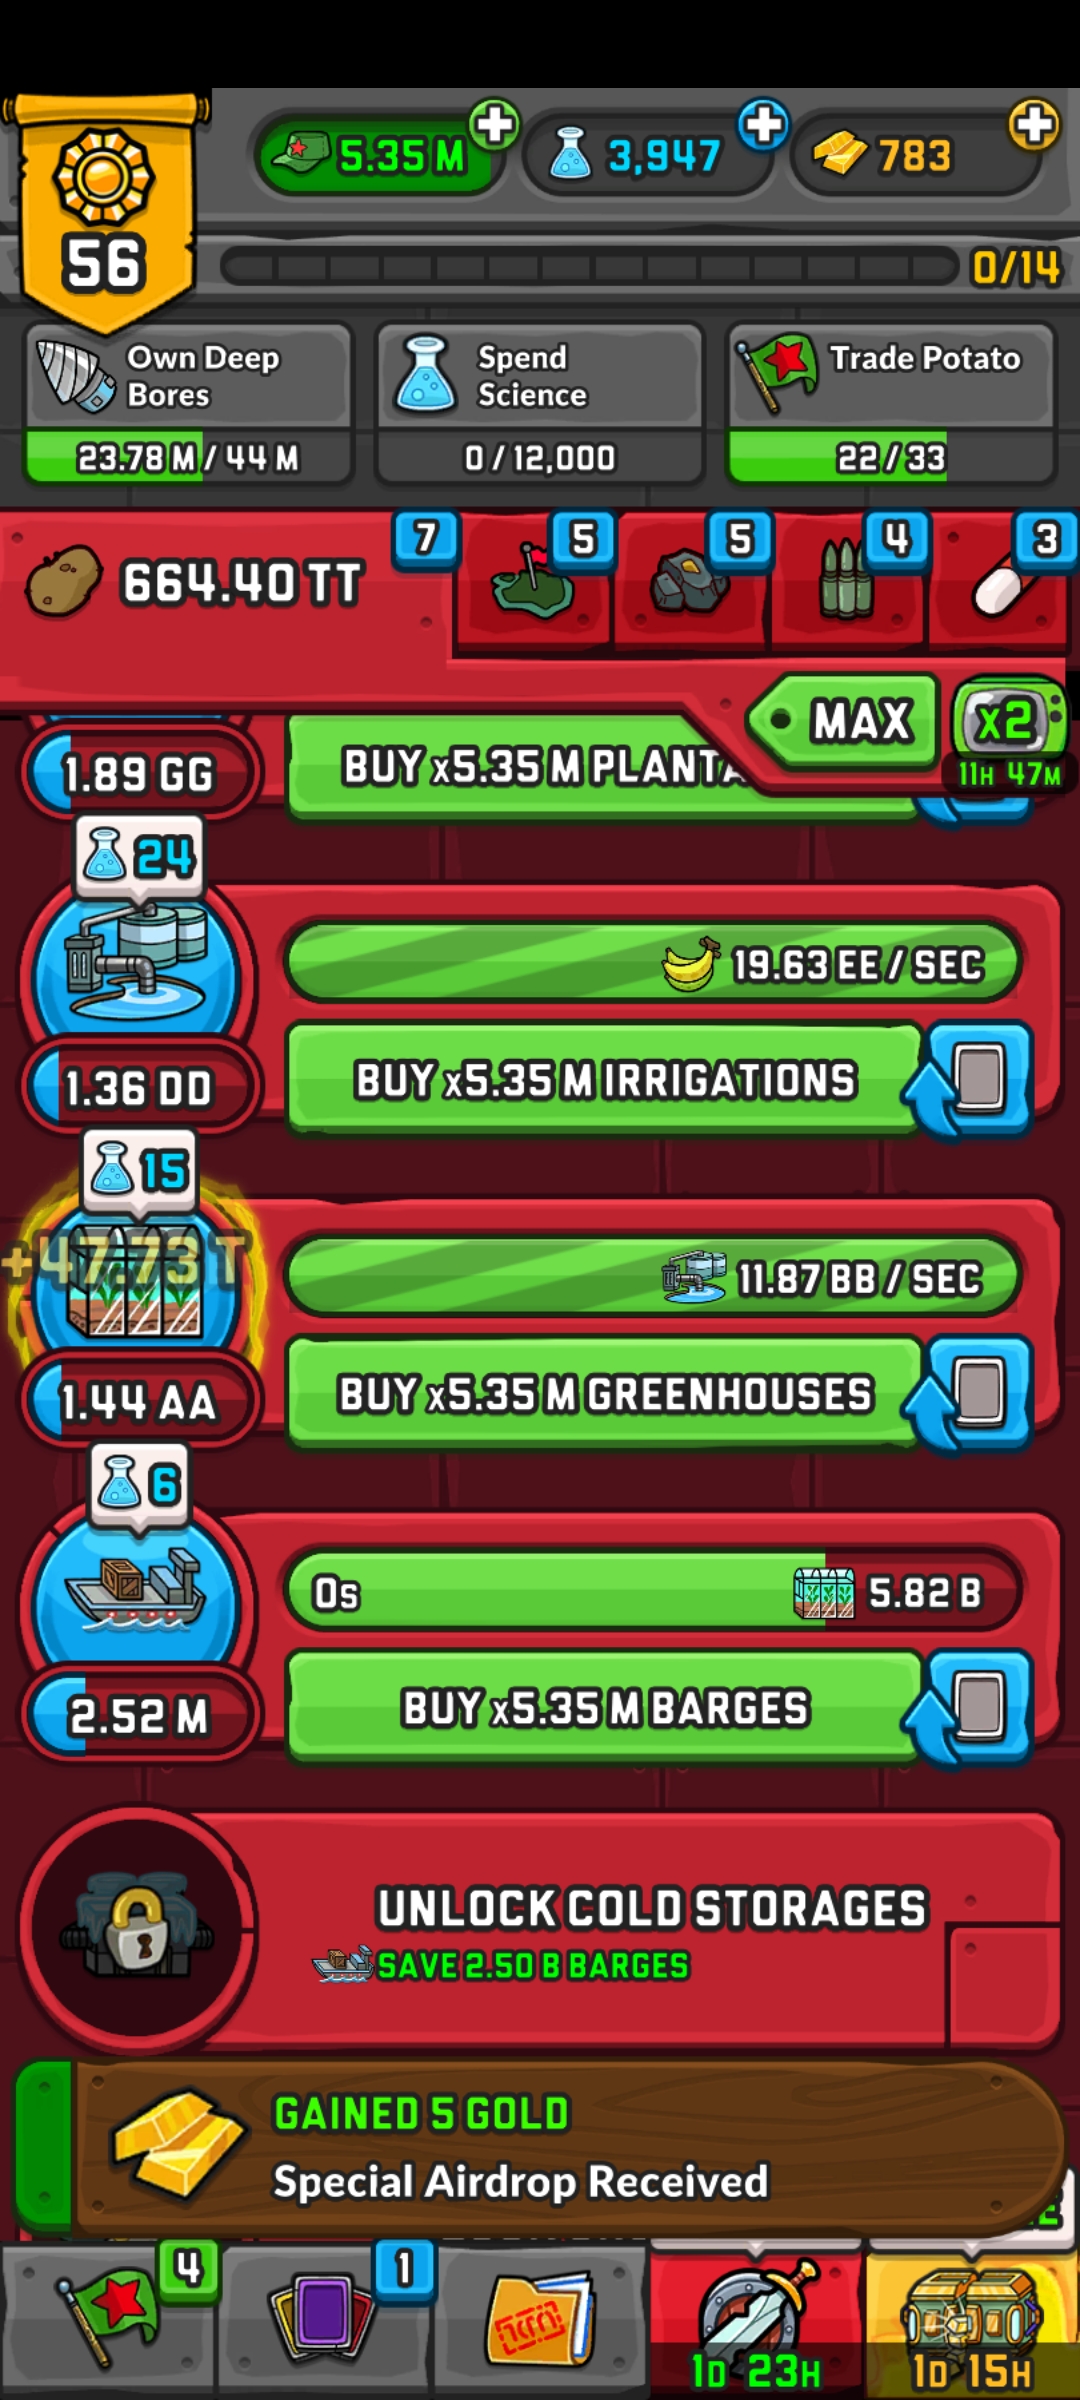 5.35 M
3,947
783
56
0/14
Own Deep
Bores
23.78 M / 44 M
Spend
Science
0 / 12,000
Trade Potato
22 / 33
664.40 TT
7
5
5
4
3
MAX
x2
11H 47M
1.89 GG
BUY x5.35 M PLANTA
24
19.63 EE / SEC
1.36 DD
BUY x5.35 M IRRIGATIONS
15
+47.73 T
11.87 BB / SEC
1.44 AA
BUY x5.35 M GREENHOUSES
6
0s
5.82 B
2.52 M
BUY x5.35 M BARGES
UNLOCK COLD STORAGES
SAVE 2.50 B BARGES
GAINED 5 GOLD
Special Airdrop Received
4
1
1D 23H
1D 15H